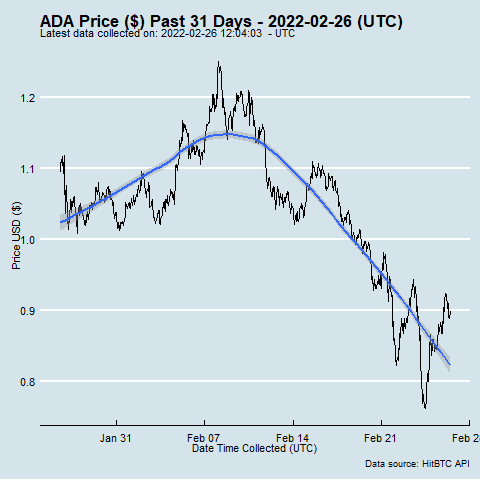 ADA Price ($) Past 31 Days - 2022-02-26 (UTC)
Latest data collected on: 2022-02-26 12:04:03  - UTC
Price USD ($)
1.2
1.1
1.0
0.9
0.8
Jan 31
Feb 07
Feb 14
Feb 21
Feb 28
Date Time Collected (UTC)
Data source: HitBTC API